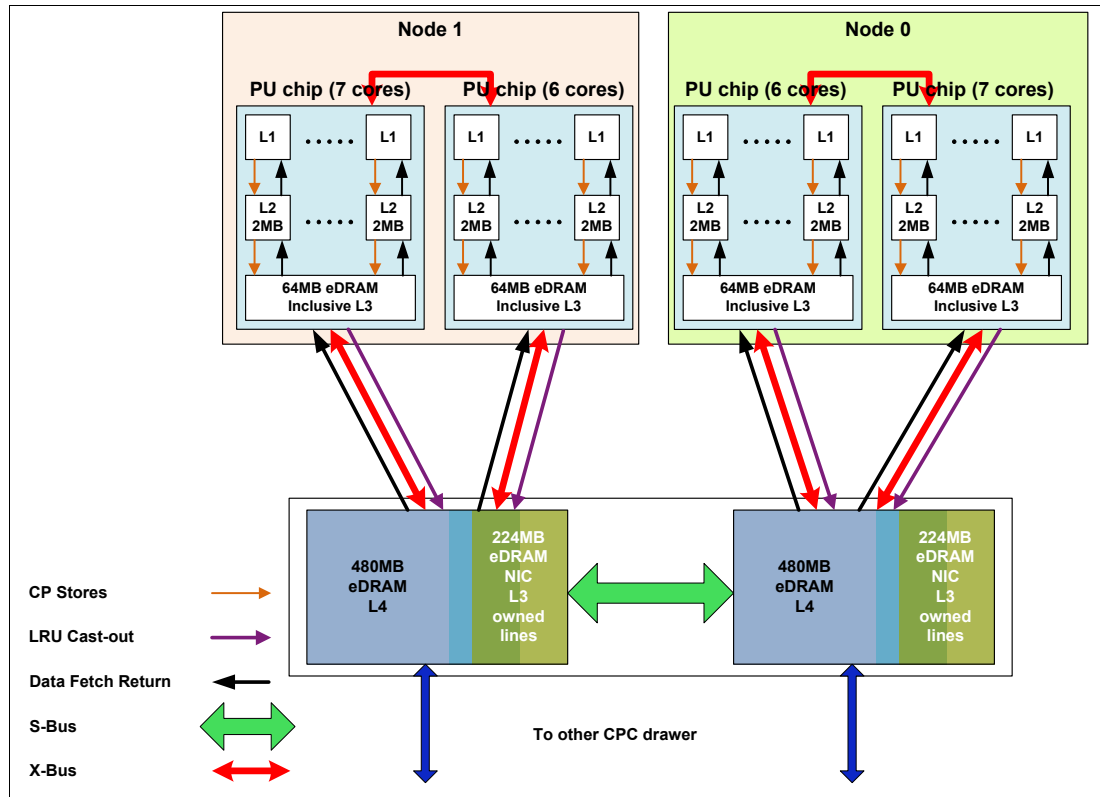 Node 1
Node 0
PU chip (7 cores)
PU chip (6 cores)
PU chip (6 cores)
PU chip (7 cores)
L1
.....
L1
L1
.....
L1
L1
.....
L1
L1
.....
L1
L2
2MB
.....
L2
2MB
L2
2MB
.....
L2
2MB
L2
2MB
.....
L2
2MB
L2
2MB
.....
L2
2MB
64MB eDRAM
Inclusive L3
64MB eDRAM
Inclusive L3
64MB eDRAM
Inclusive L3
64MB eDRAM
Inclusive L3
480MB
eDRAM
L4
224MB
eDRAM
NIC
L3
owned
lines
480MB
eDRAM
L4
224MB
eDRAM
NIC
L3
owned
lines
CP Stores
LRU Cast-out
Data Fetch Return
S-Bus
X-Bus
To other CPC drawer